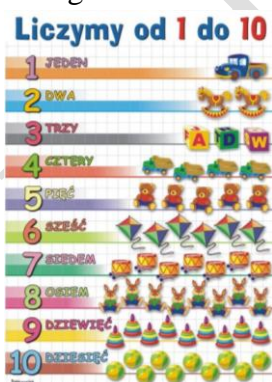 Liczymy od 1 do 10
1 JEDEN
2 DWA
3 TRZY
A D W
4 CZTERY
5 PIĘĆ
6 SZEŚĆ
7 SIEDEM
8 OSIEM
9 DZIEWIĘĆ
10 DZIESIĘĆ